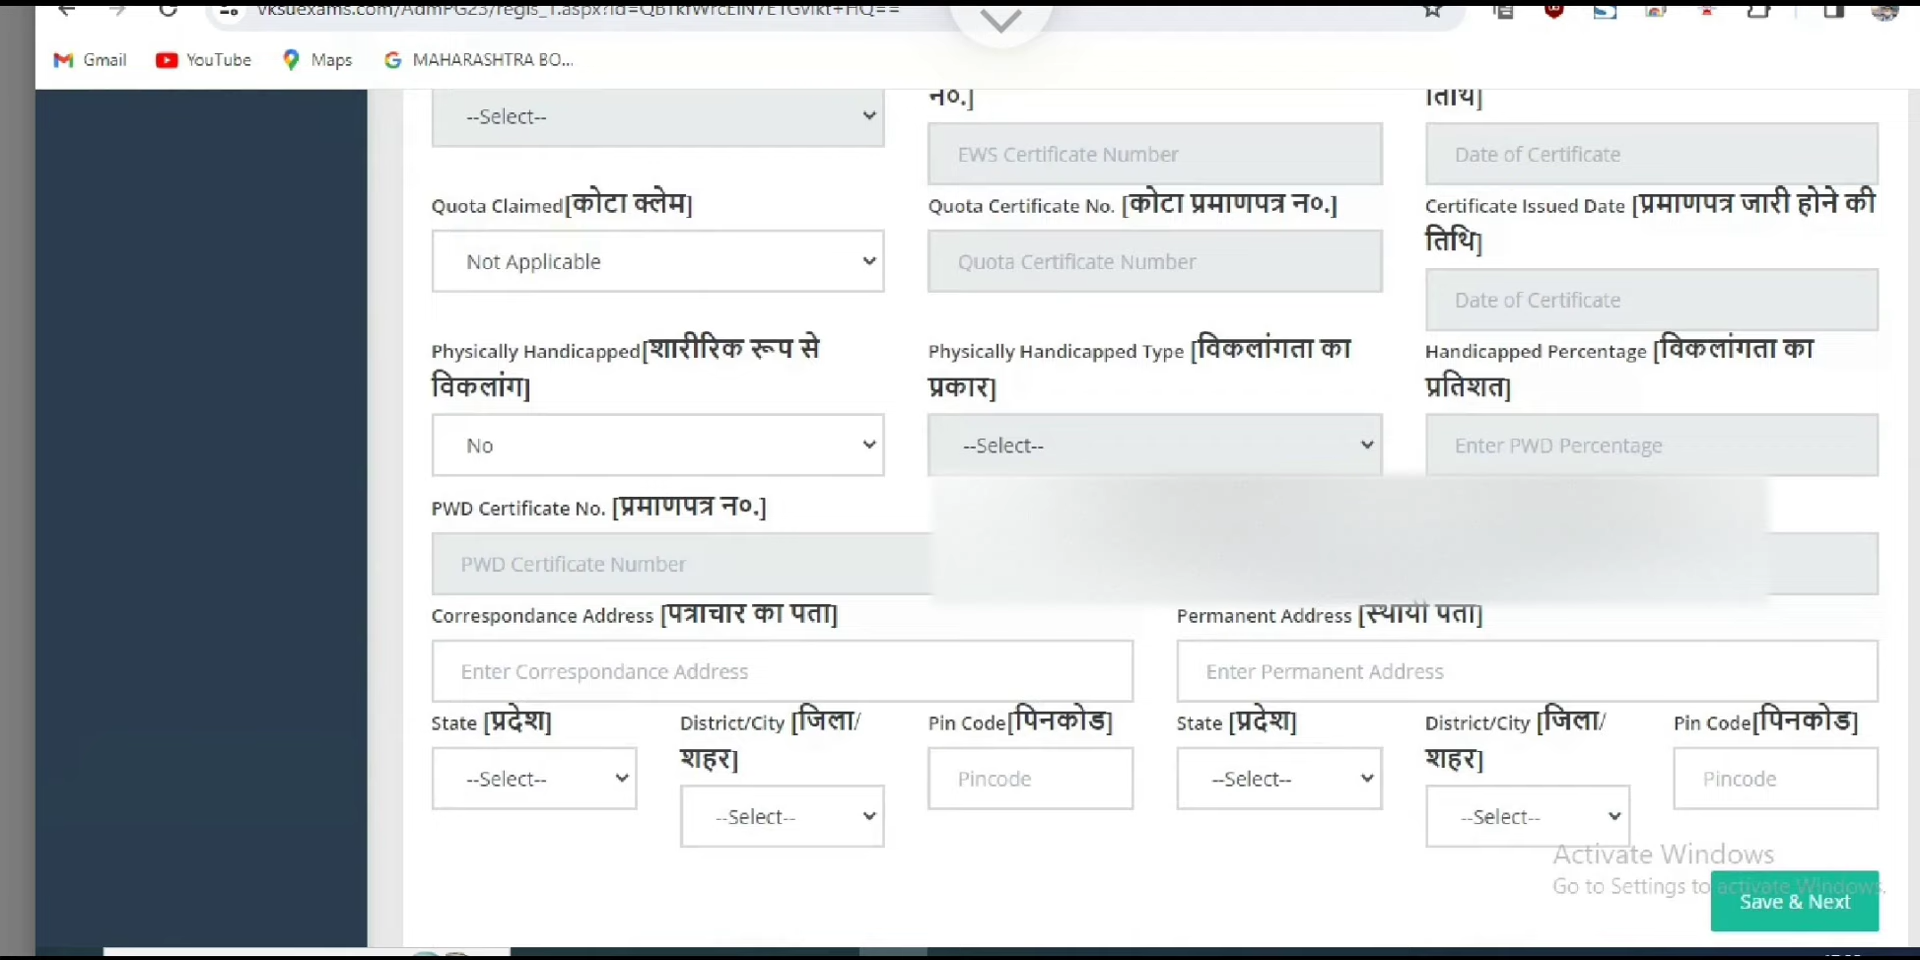 Gmail YouTube Maps MAHARASHTRA BO...
--Select--
न०.]
तिथि]
EWS Certificate Number
Date of Certificate
Quota Claimed[कोटा क्लेम]
Quota Certificate No. [कोटा प्रमाणपत्र न०.]
Certificate Issued Date [प्रमाणपत्र जारी होने की
तिथि]
Not Applicable
Quota Certificate Number
Date of Certificate
Physically Handicapped[शारीरिक रूप से
विकलांग]
Physically Handicapped Type [विकलांगता का
प्रकार]
Handicapped Percentage [विकलांगता का
प्रतिशत]
No
--Select--
Enter PWD Percentage
PWD Certificate No. [प्रमाणपत्र न०.]
PWD Certificate Number
Correspondance Address [पत्राचार का पता]
Permanent Address [स्थायी पता]
Enter Correspondance Address
Enter Permanent Address
State [प्रदेश]
District/City [जिला/
शहर]
Pin Code[पिनकोड]
State [प्रदेश]
District/City [जिला/
शहर]
Pin Code[पिनकोड]
--Select--
--Select--
Pincode
--Select--
--Select--
Pincode
Activate Windows
Go to Settings to activate Windows.
Save & Next